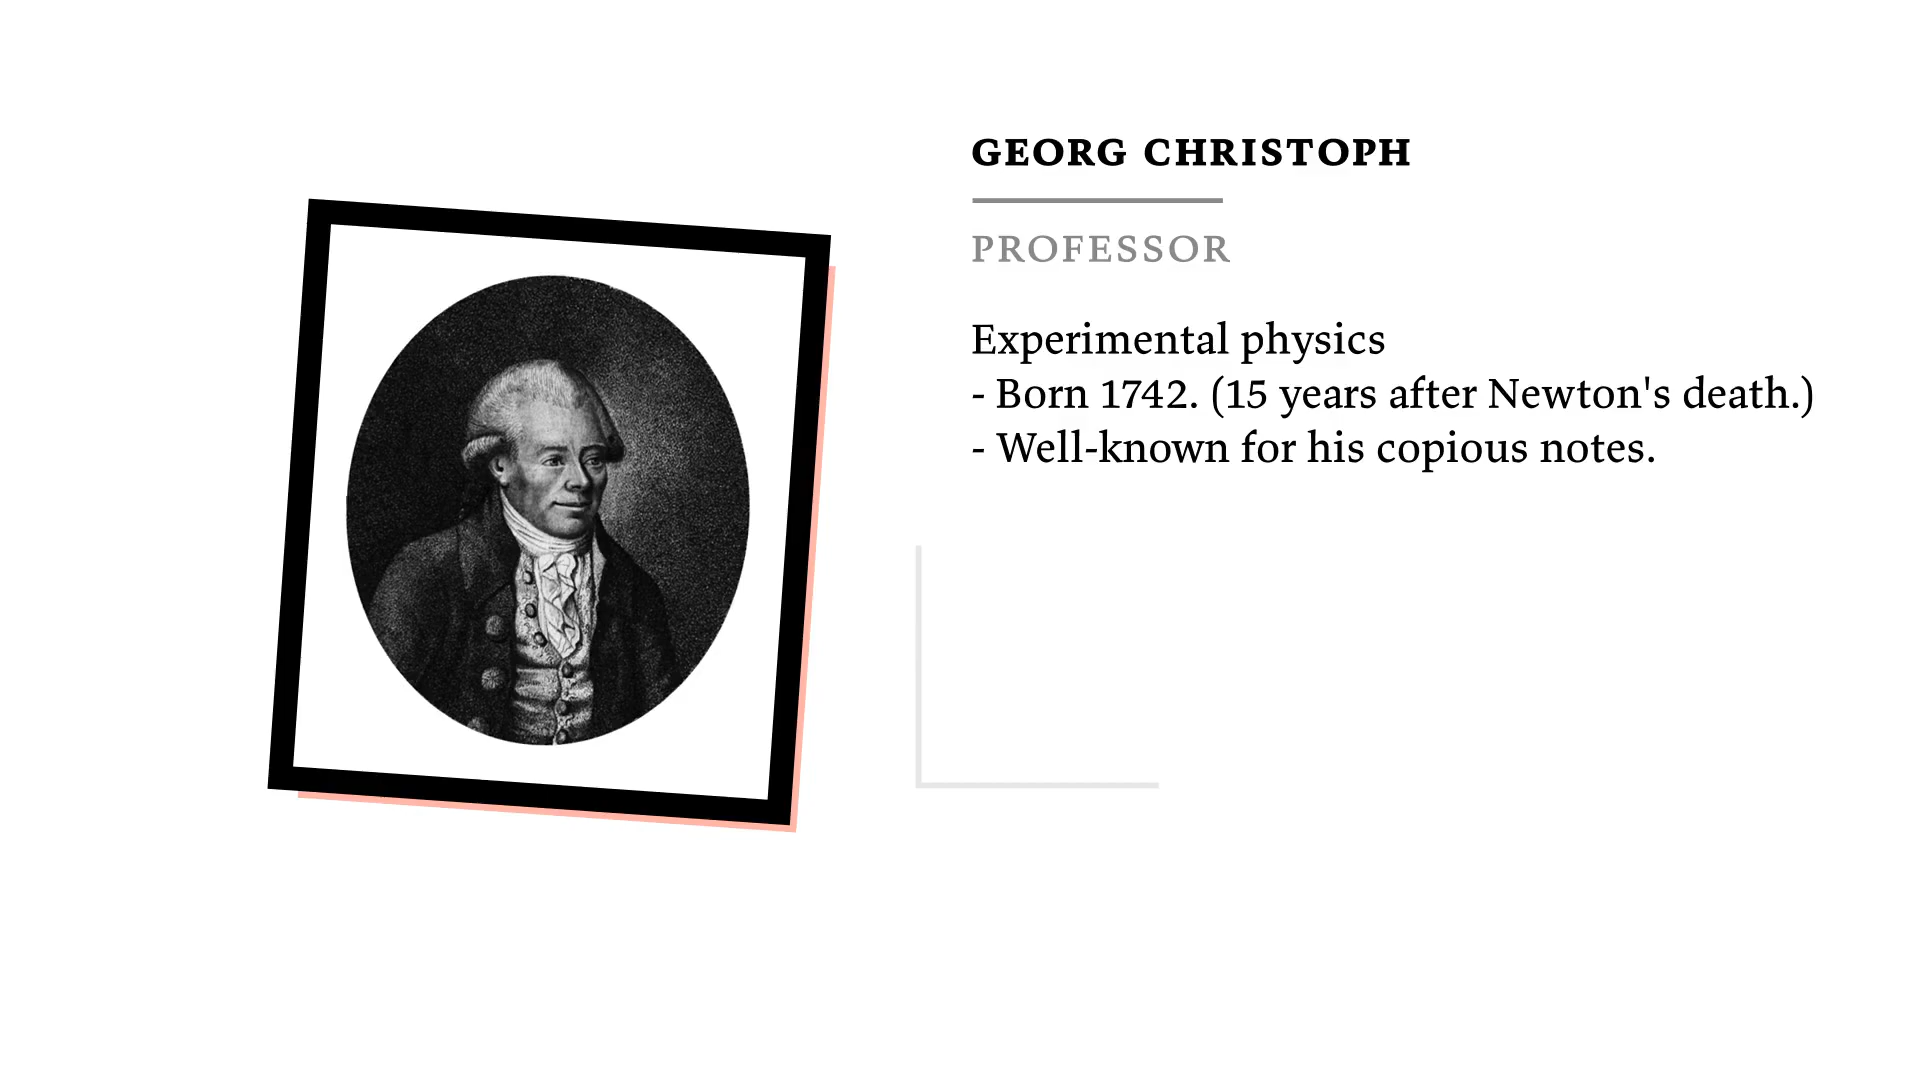 GEORG CHRISTOPH
PROFESSOR
Experimental physics
- Born 1742. (15 years after Newton's death.)
- Well-known for his copious notes.